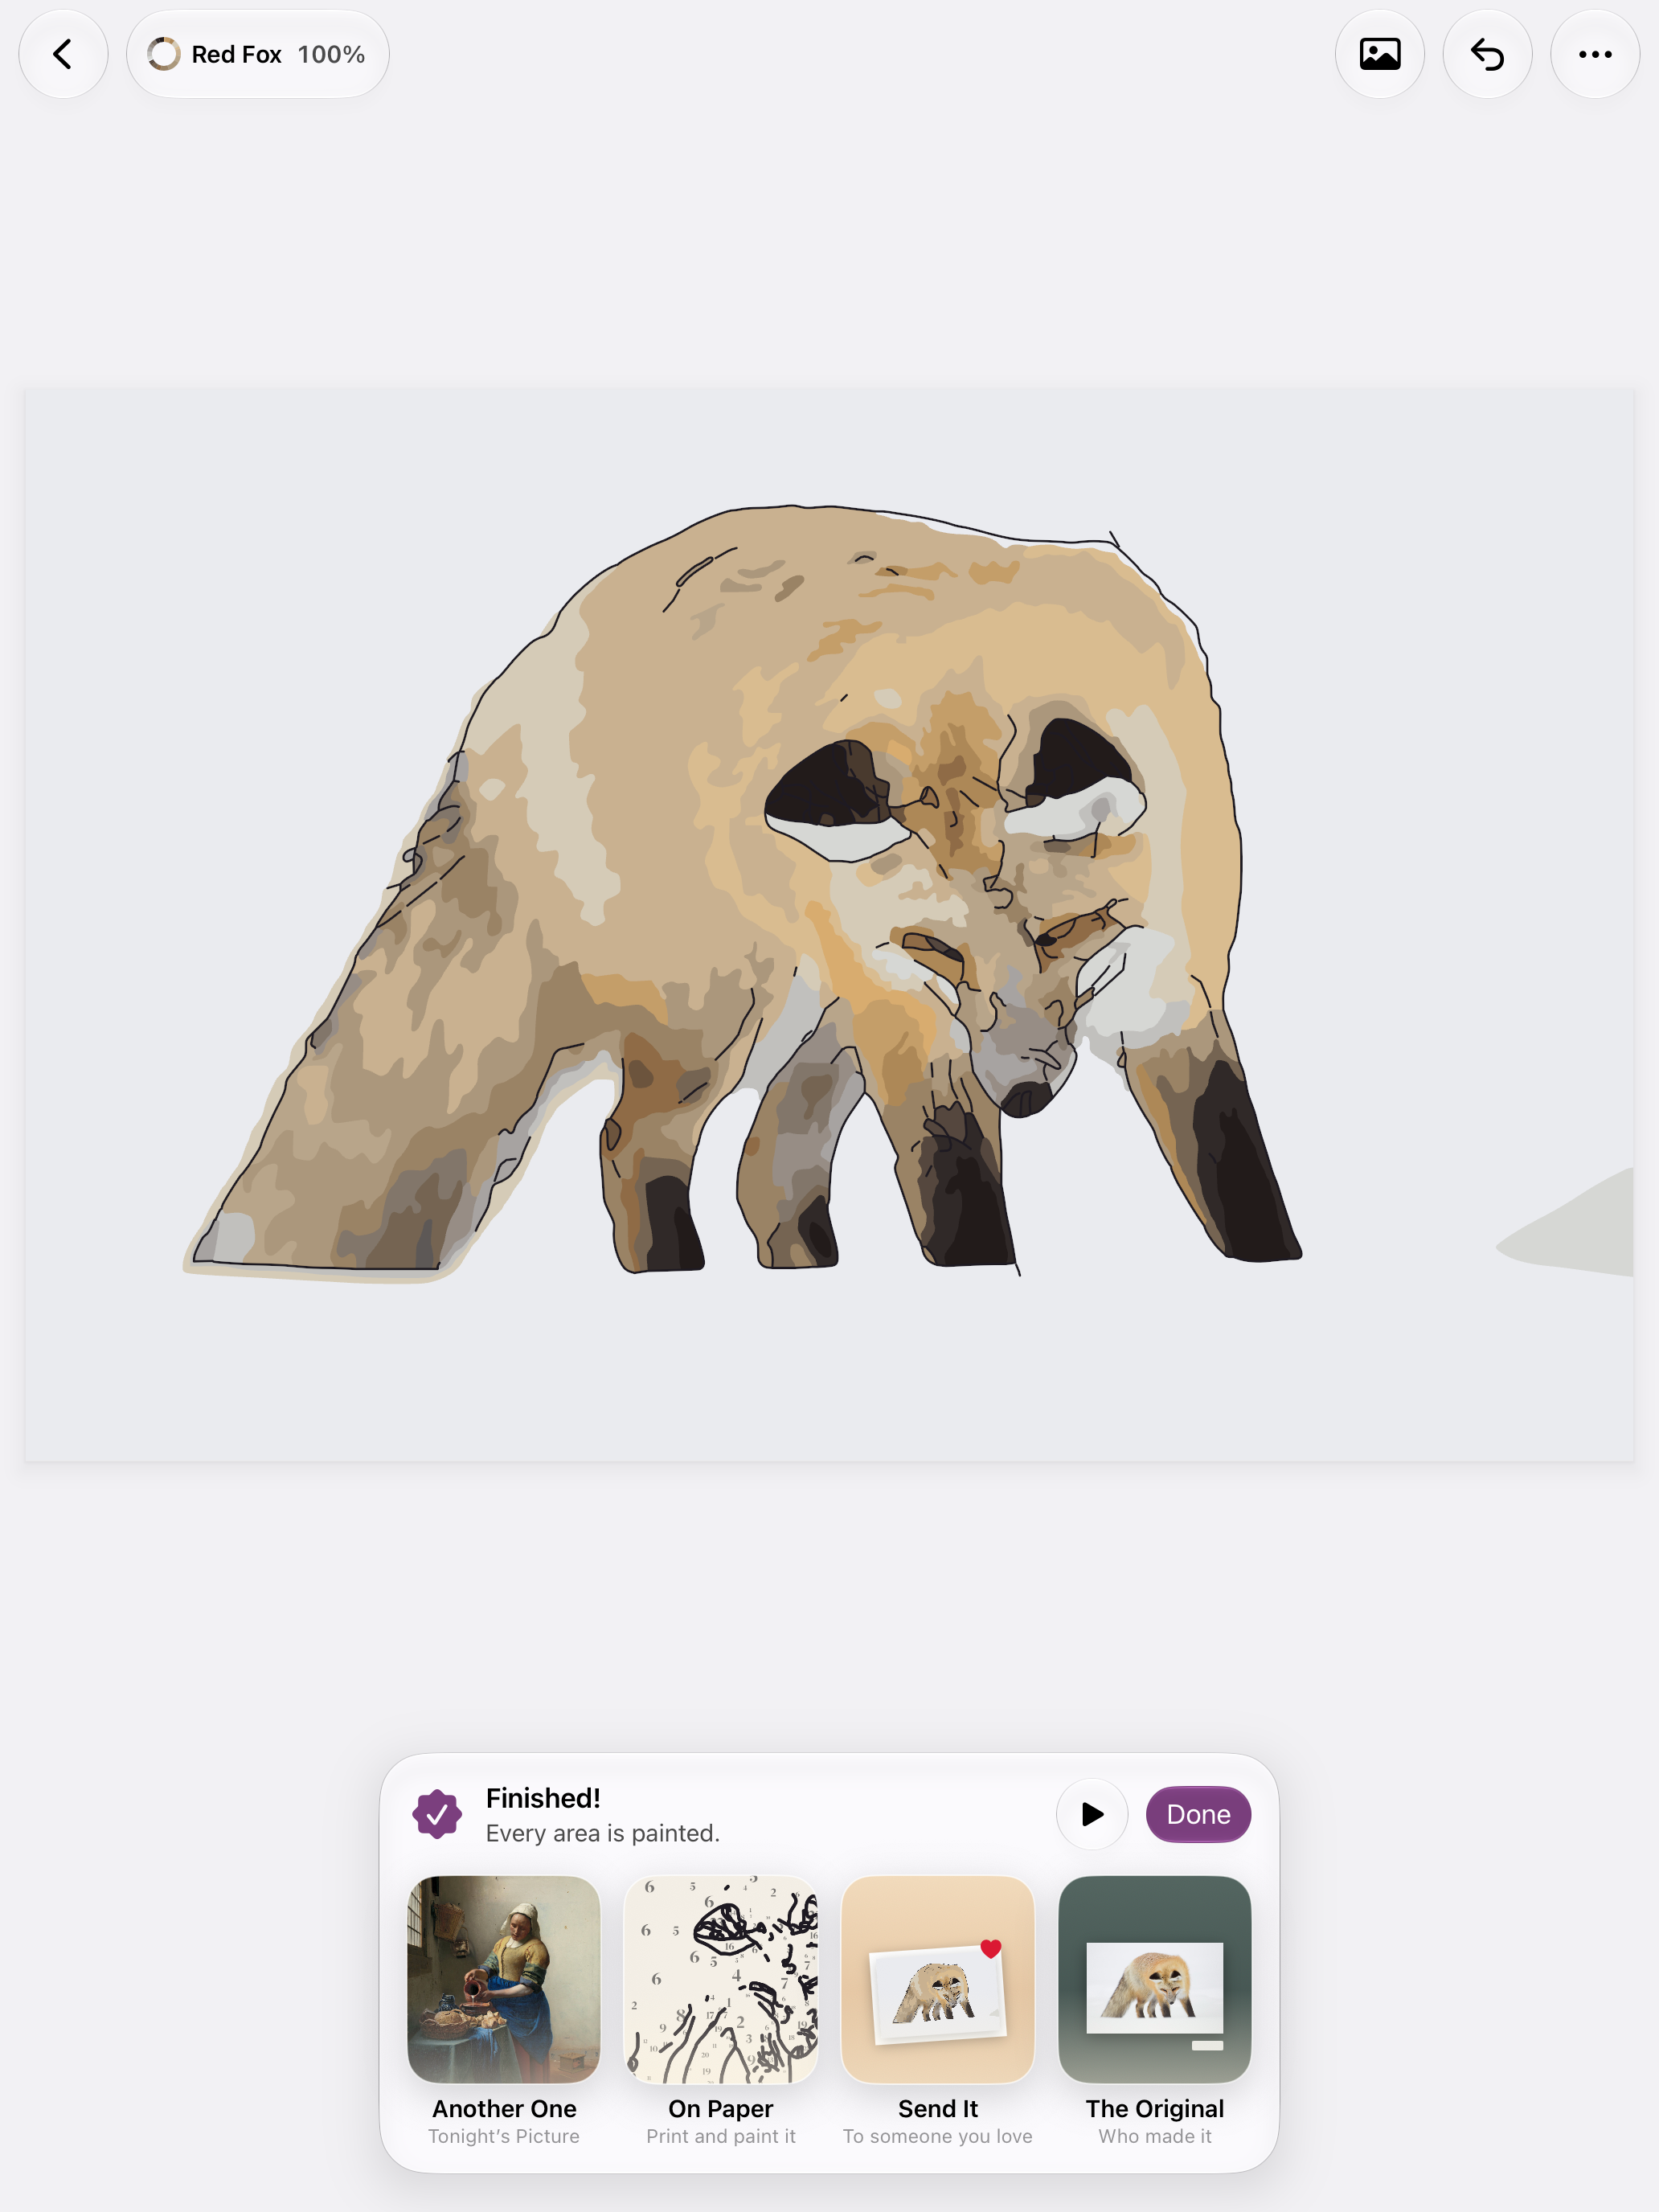 Red Fox 100%
Finished!
Every area is painted.
Done
Another One
Tonight’s Picture
On Paper
Print and paint it
Send It
To someone you love
The Original
Who made it